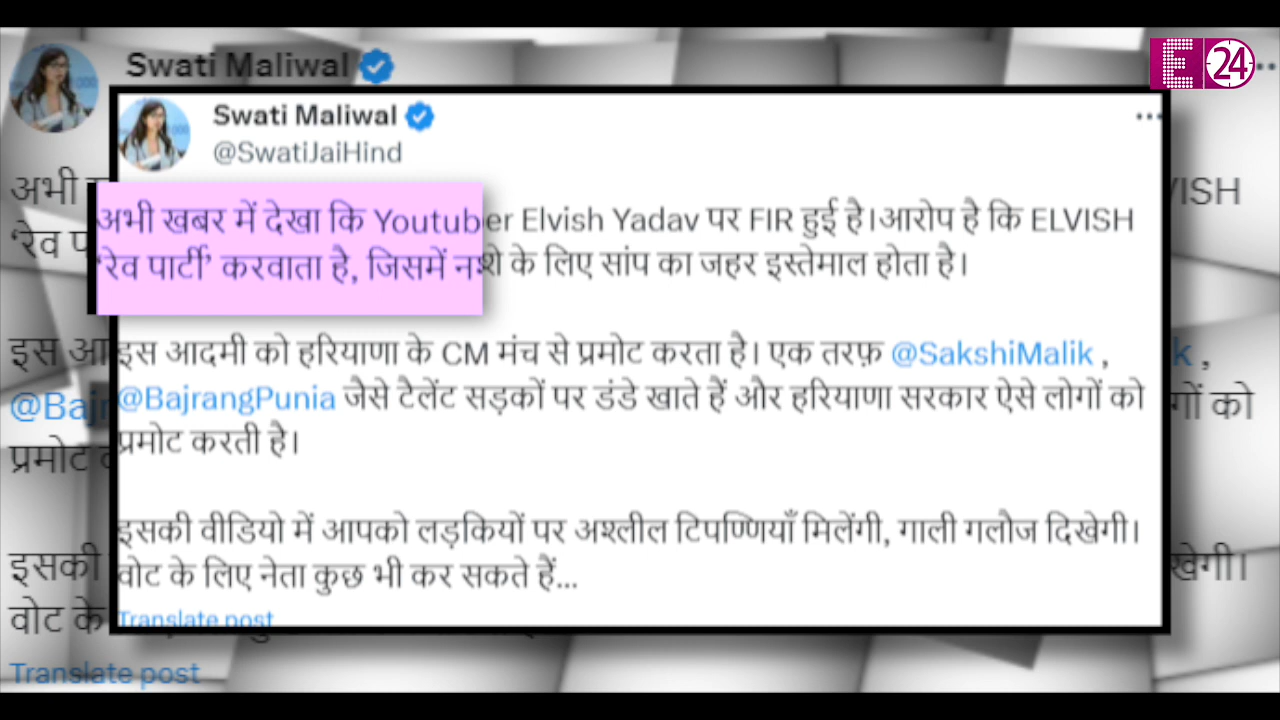 Swati Maliwal
E 24
Swati Maliwal
@SwatiJaiHind
अभी खबर में देखा कि Youtuber Elvish Yadav पर FIR हुई है।आरोप है कि ELVISH
'रेव पार्टी' करवाता है, जिसमें नशे के लिए सांप का जहर इस्तेमाल होता है।
इस आदमी को हरियाणा के CM मंच से प्रमोट करता है। एक तरफ़ @SakshiMalik ,
@BajrangPunia जैसे टैलेंट सड़कों पर डंडे खाते हैं और हरियाणा सरकार ऐसे लोगों को
प्रमोट करती है।
इसकी वीडियो में आपको लड़कियों पर अश्लील टिपण्णियाँ मिलेंगी, गाली गलौज दिखेगी।
वोट के लिए नेता कुछ भी कर सकते हैं...
Translate post
Translate post